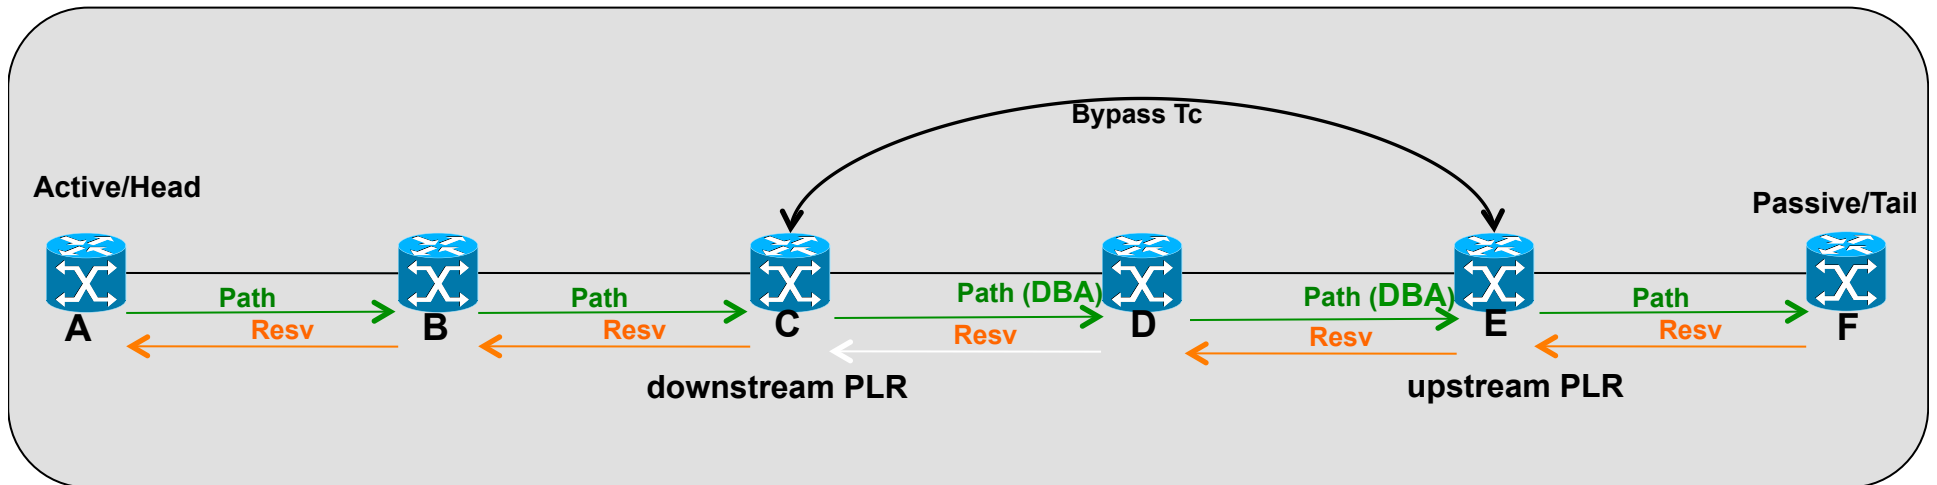 Bypass Tc
Active/Head
Passive/Tail
Path
Path
Path (DBA)
Path (DBA)
Path
A
Resv
B
Resv
C
Resv
D
Resv
E
Resv
F
downstream PLR
upstream PLR